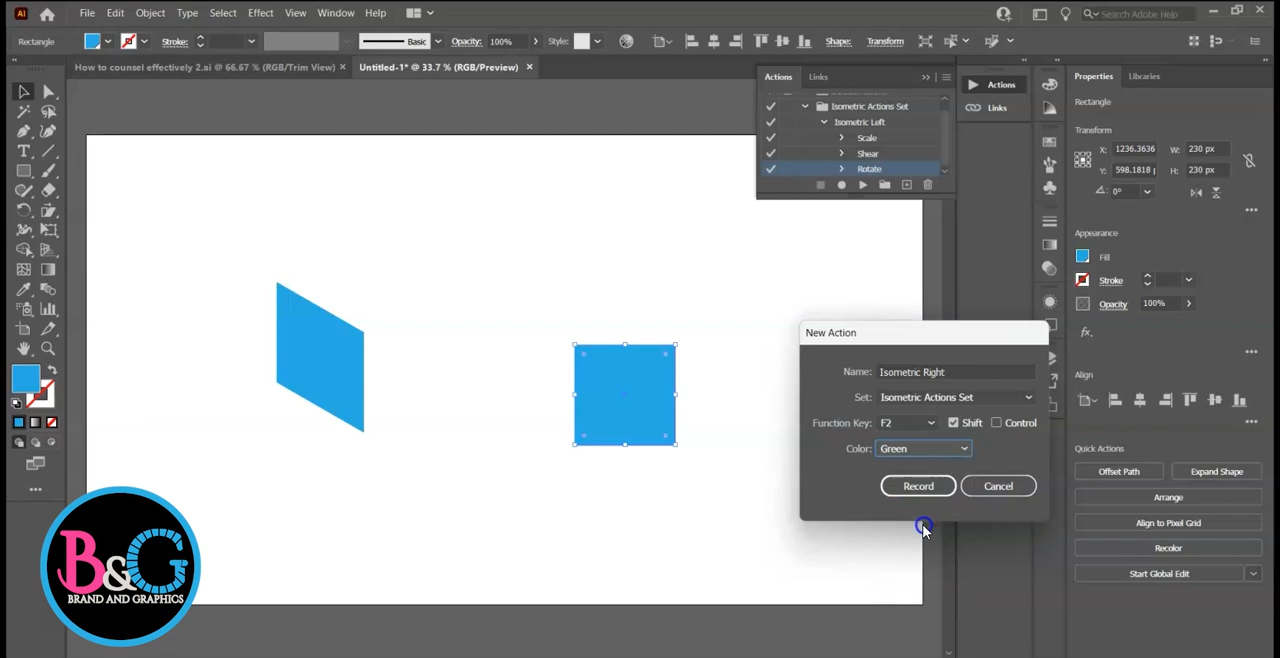 Ai File Edit Object Type Select Effect View Window Help Search Adobe Help
Rectangle Stroke: Basic Opacity: 100% Style: Shape: Transform
How to counsel effectively 2.ai @ 66.67 % (RGB/Trim View) × Untitled-1* @ 33.7 % (RGB/Preview) ×
Actions Links
Isometric Actions Set
Isometric Left
Scale
Shear
Rotate
Actions
Links
Properties Libraries
Rectangle
Transform
X: 1236.3636 W: 230 px
Y: 598.1818 H: 230 px
0°
Appearance
Fill
Stroke
Opacity 100%
fx.
Align
Quick Actions
Offset Path Expand Shape
Arrange
Align to Pixel Grid
Recolor
Start Global Edit
New Action
Name: Isometric Right
Set: Isometric Actions Set
Function Key: F2 Shift Control
Color: Green
Record Cancel
B&G
BRAND AND GRAPHICS